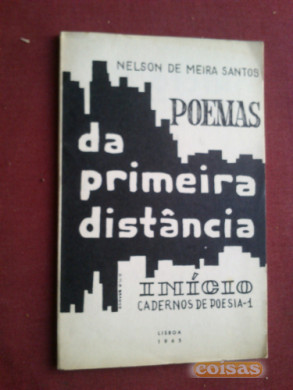 NELSON DE MEIRA SANTOS
POEMAS
da
primeira
distância
INÍCIO
CADERNOS DE POESIA-1
LISBOA
coisas